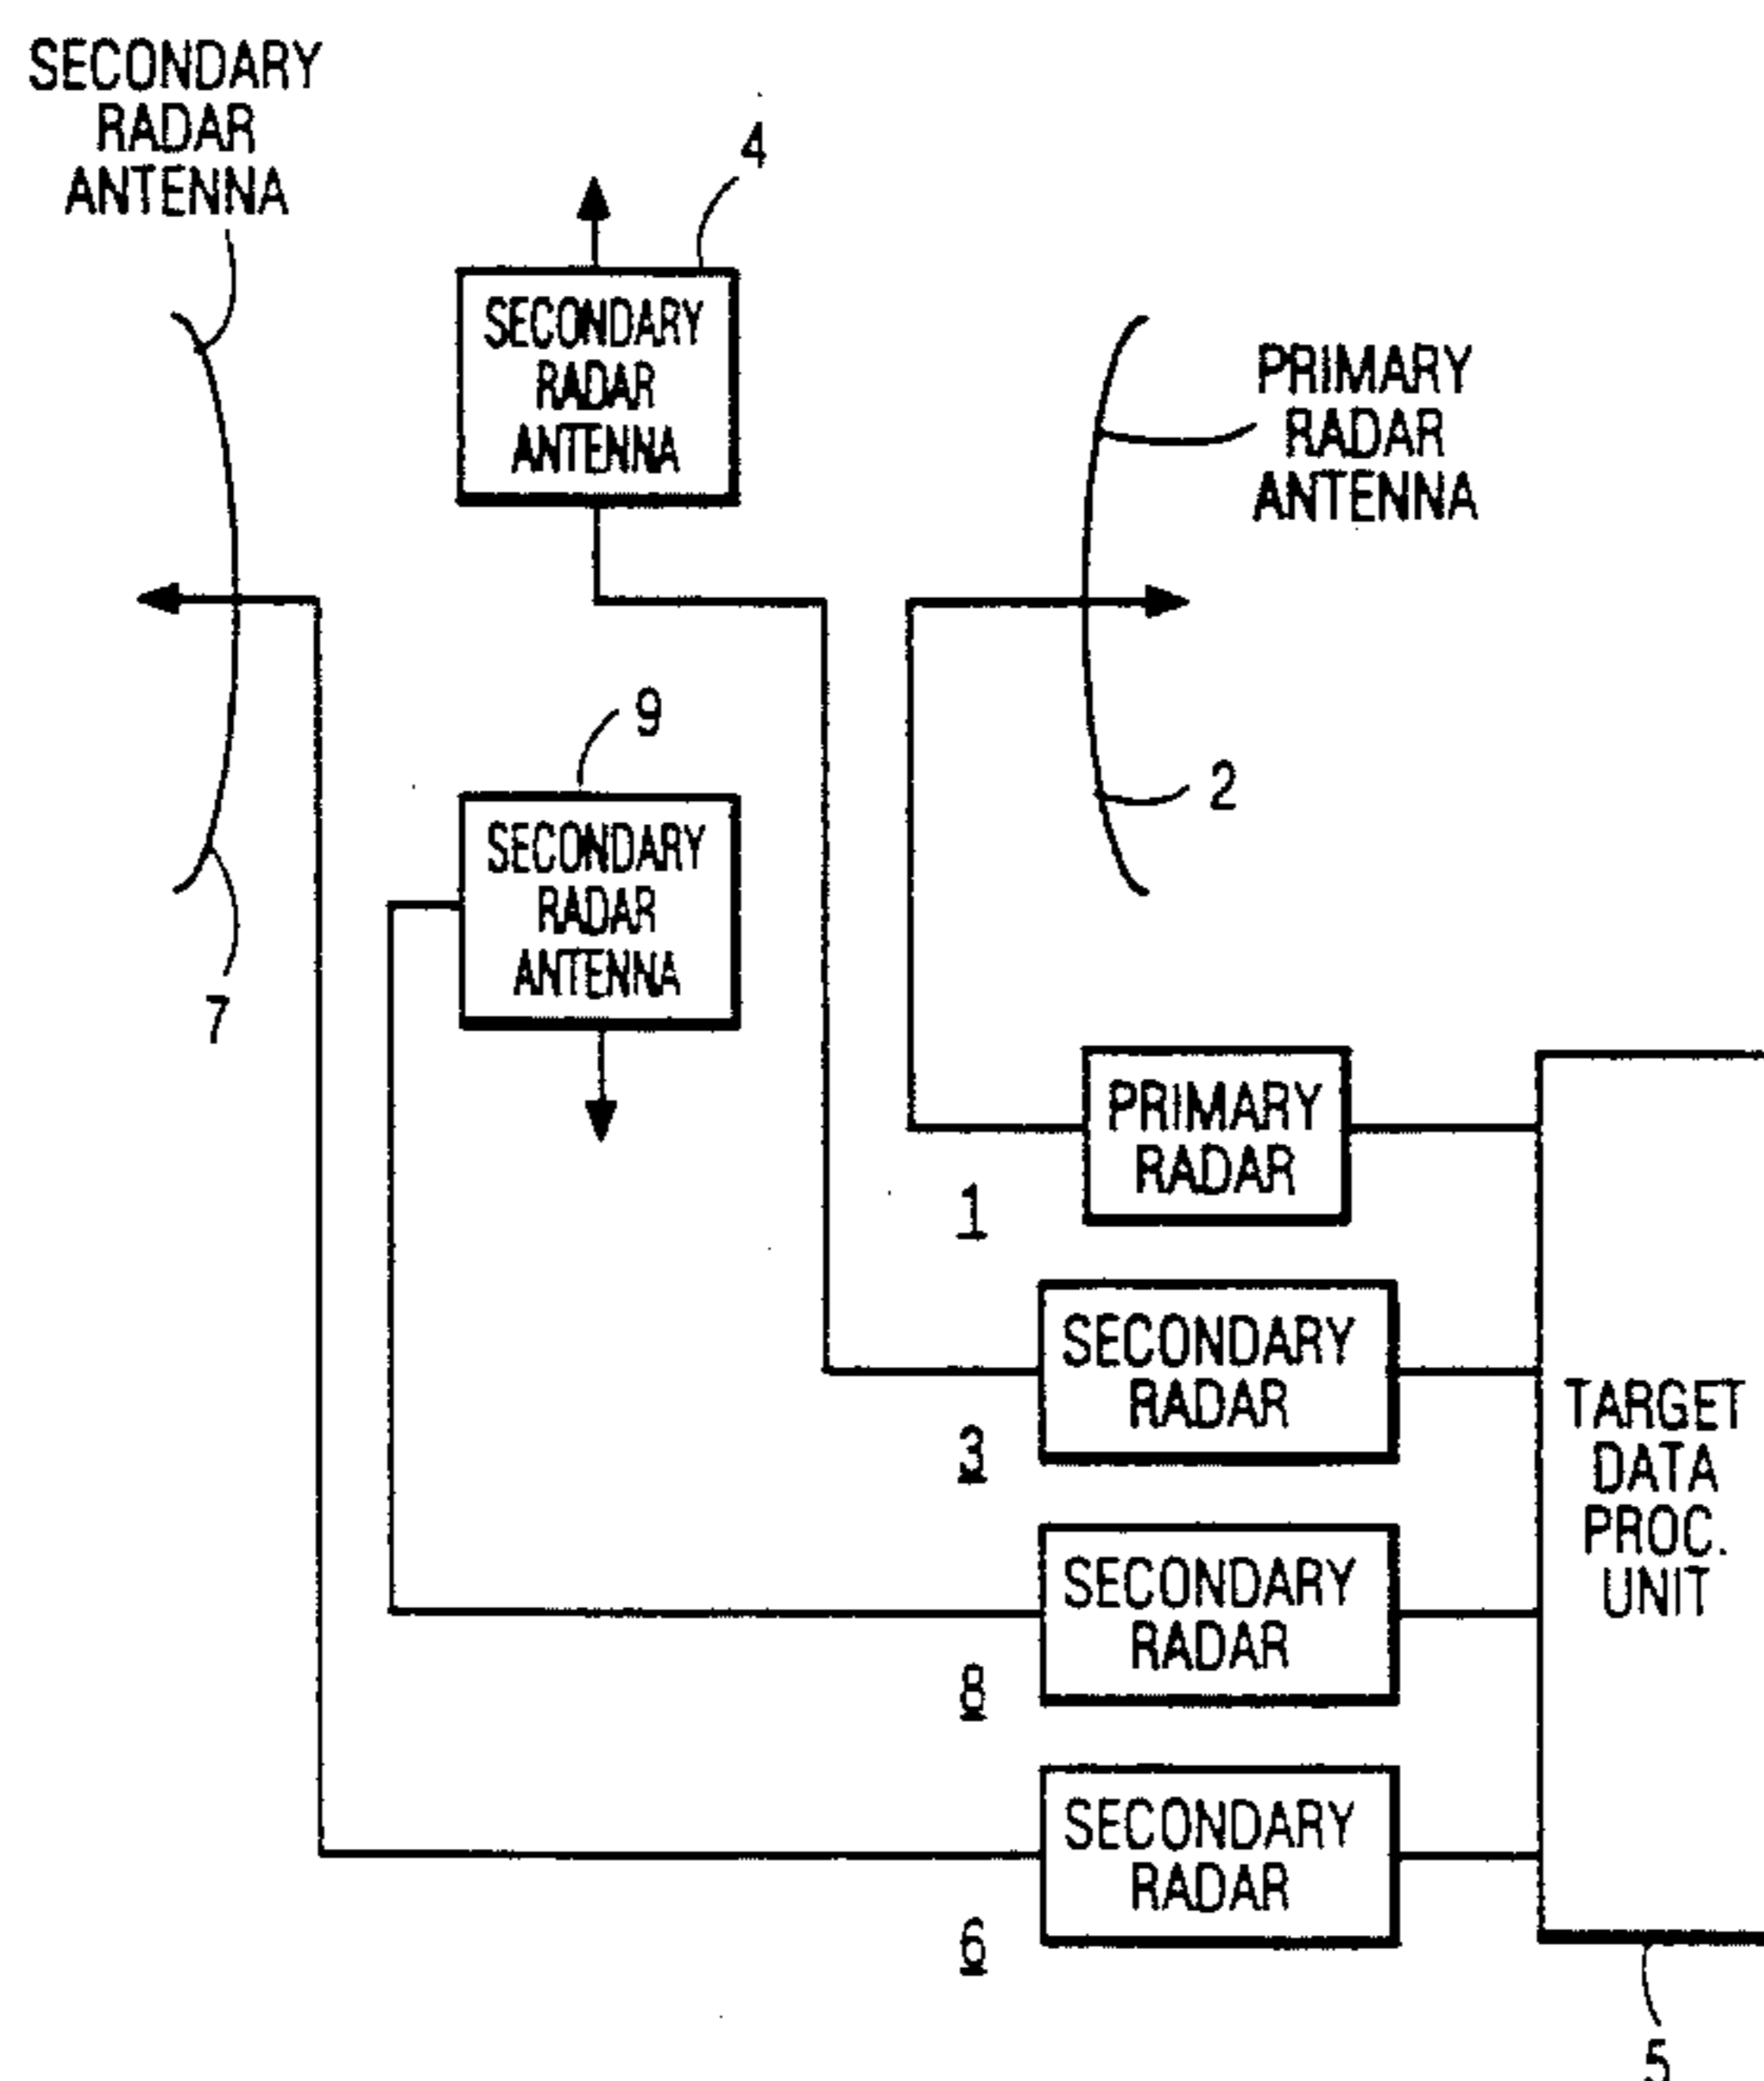 SECONDARY
RADAR
ANTENNA
4
SECONDARY
RADAR
ANTENNA
PRIMARY
RADAR
ANTENNA
9
2
SECONDARY
RADAR
ANTENNA
7
PRIMARY
RADAR
1
SECONDARY
RADAR
3
TARGET
DATA
PROC.
UNIT
SECONDARY
RADAR
8
SECONDARY
RADAR
6
5